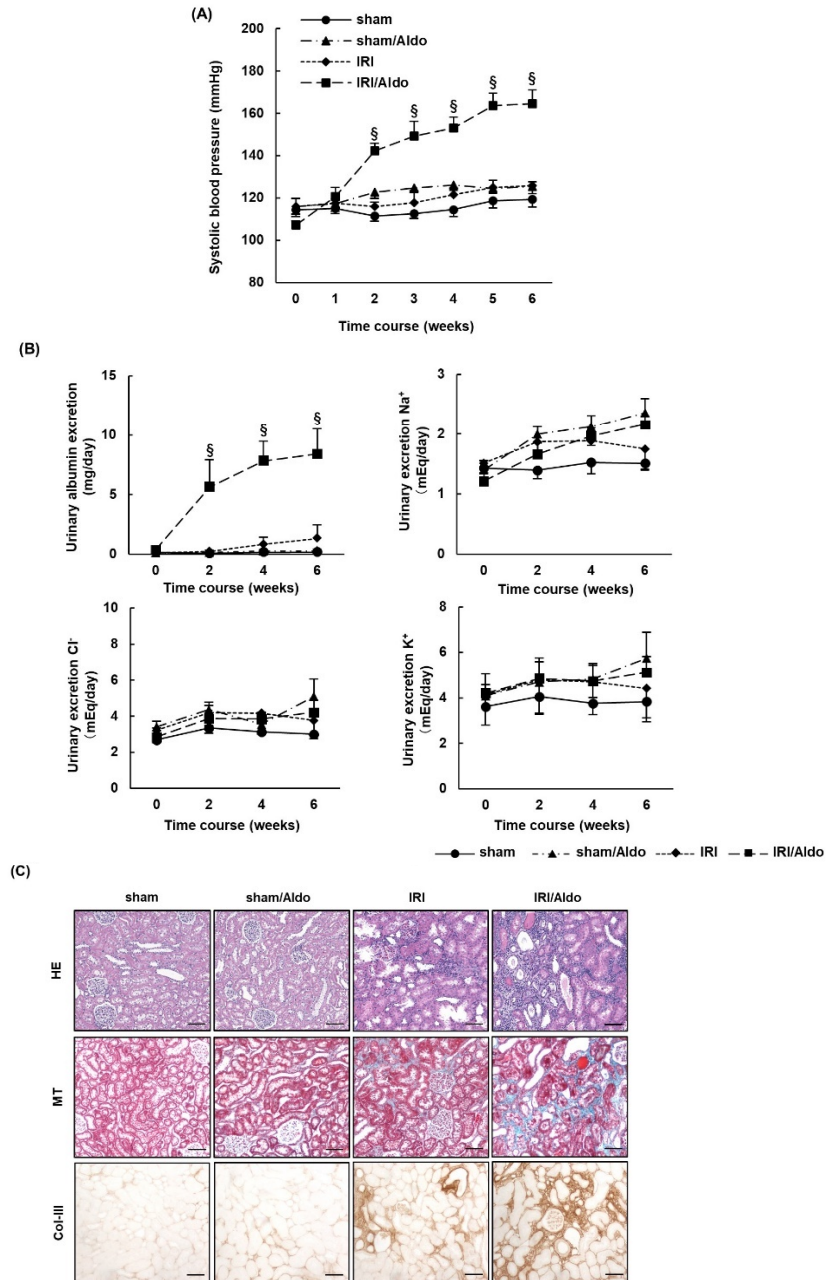 (A)
sham
sham/Aldo
IRI
IRI/Aldo
Systolic blood pressure (mmHg)
200
180
160
140
120
100
80
§ § § § §
0 1 2 3 4 5 6
Time course (weeks)
(B)
Urinary albumin excretion
(mg/day)
15
10
5
0
§ § §
0 2 4 6
Time course (weeks)
Urinary excretion Na⁺
(mEq/day)
3
2
1
0
0 2 4 6
Time course (weeks)
Urinary excretion Cl⁻
(mEq/day)
10
8
6
4
2
0
0 2 4 6
Time course (weeks)
Urinary excretion K⁺
(mEq/day)
8
6
4
2
0
0 2 4 6
Time course (weeks)
sham sham/Aldo IRI IRI/Aldo
(C)
sham sham/Aldo IRI IRI/Aldo
HE
MT
Col-III